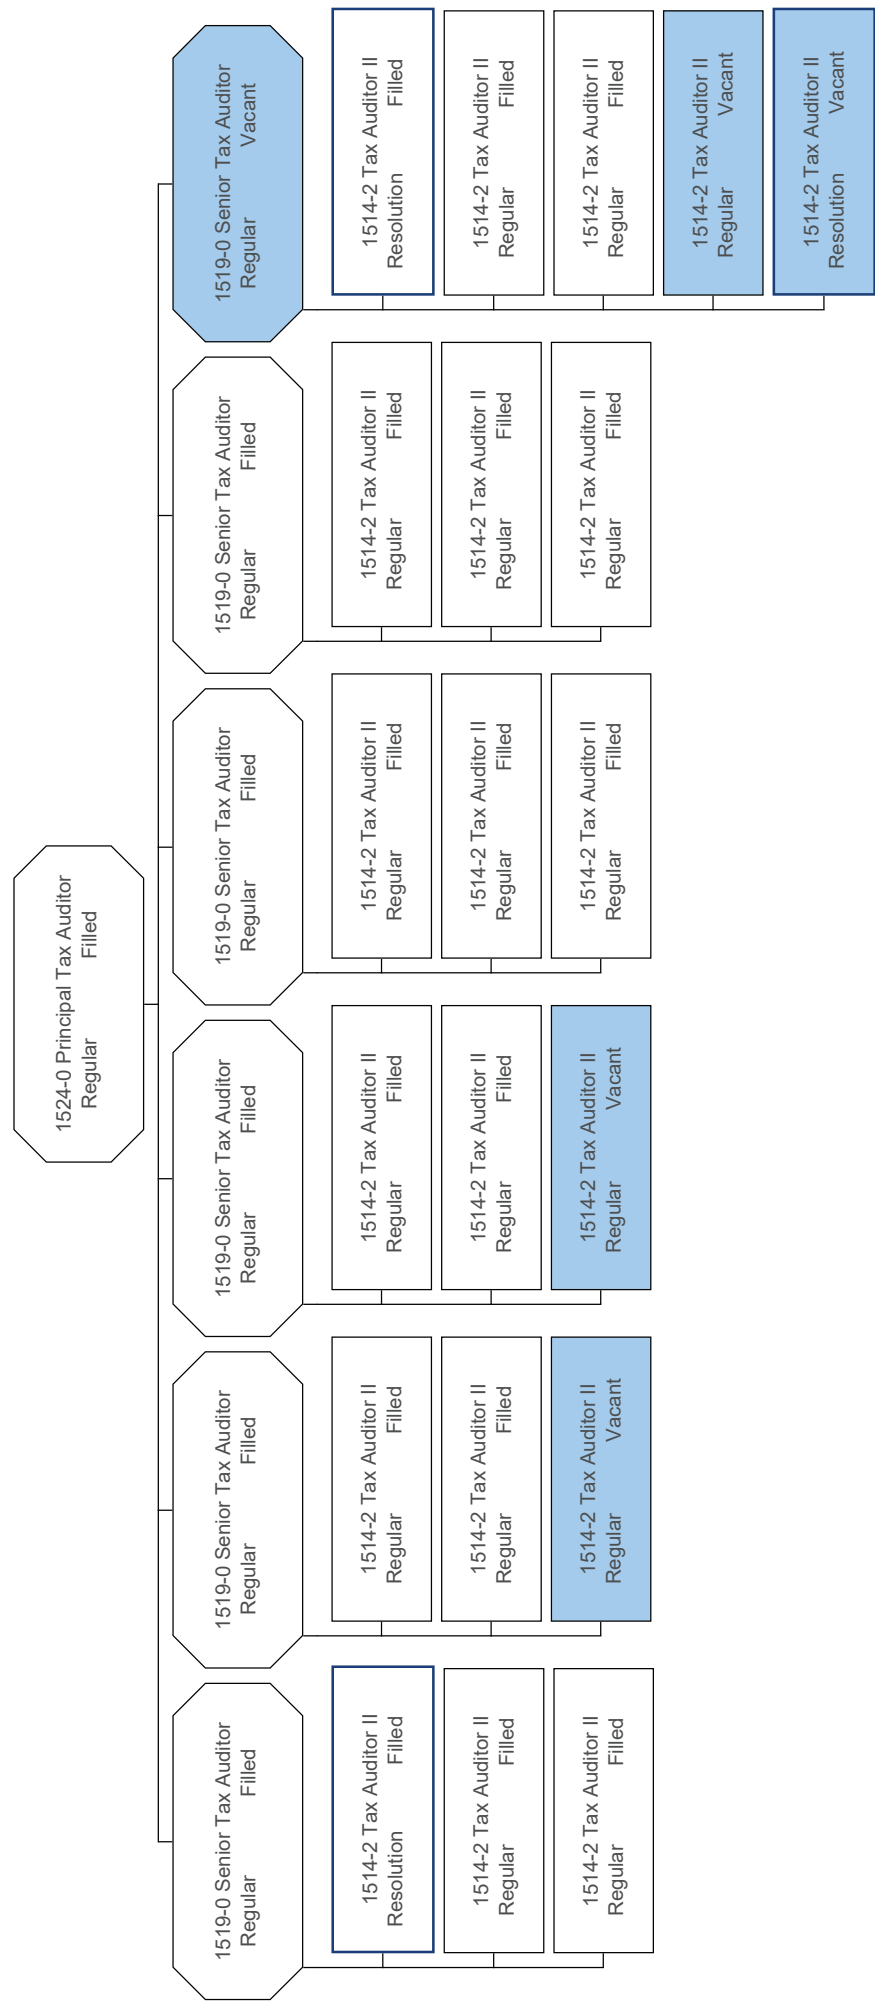 1524-0 Principal Tax Auditor
Regular Filled
1519-0 Senior Tax Auditor
Regular Filled
1514-2 Tax Auditor II
Resolution Filled
1514-2 Tax Auditor II
Regular Filled
1514-2 Tax Auditor II
Regular Filled
1519-0 Senior Tax Auditor
Regular Filled
1514-2 Tax Auditor II
Regular Filled
1514-2 Tax Auditor II
Regular Filled
1514-2 Tax Auditor II
Regular Vacant
1519-0 Senior Tax Auditor
Regular Filled
1514-2 Tax Auditor II
Regular Filled
1514-2 Tax Auditor II
Regular Filled
1514-2 Tax Auditor II
Regular Vacant
1519-0 Senior Tax Auditor
Regular Filled
1514-2 Tax Auditor II
Regular Filled
1514-2 Tax Auditor II
Regular Filled
1514-2 Tax Auditor II
Regular Filled
1519-0 Senior Tax Auditor
Regular Filled
1514-2 Tax Auditor II
Regular Filled
1514-2 Tax Auditor II
Regular Filled
1514-2 Tax Auditor II
Regular Filled
1519-0 Senior Tax Auditor
Regular Vacant
1514-2 Tax Auditor II
Resolution Filled
1514-2 Tax Auditor II
Regular Filled
1514-2 Tax Auditor II
Regular Filled
1514-2 Tax Auditor II
Regular Vacant
1514-2 Tax Auditor II
Resolution Vacant